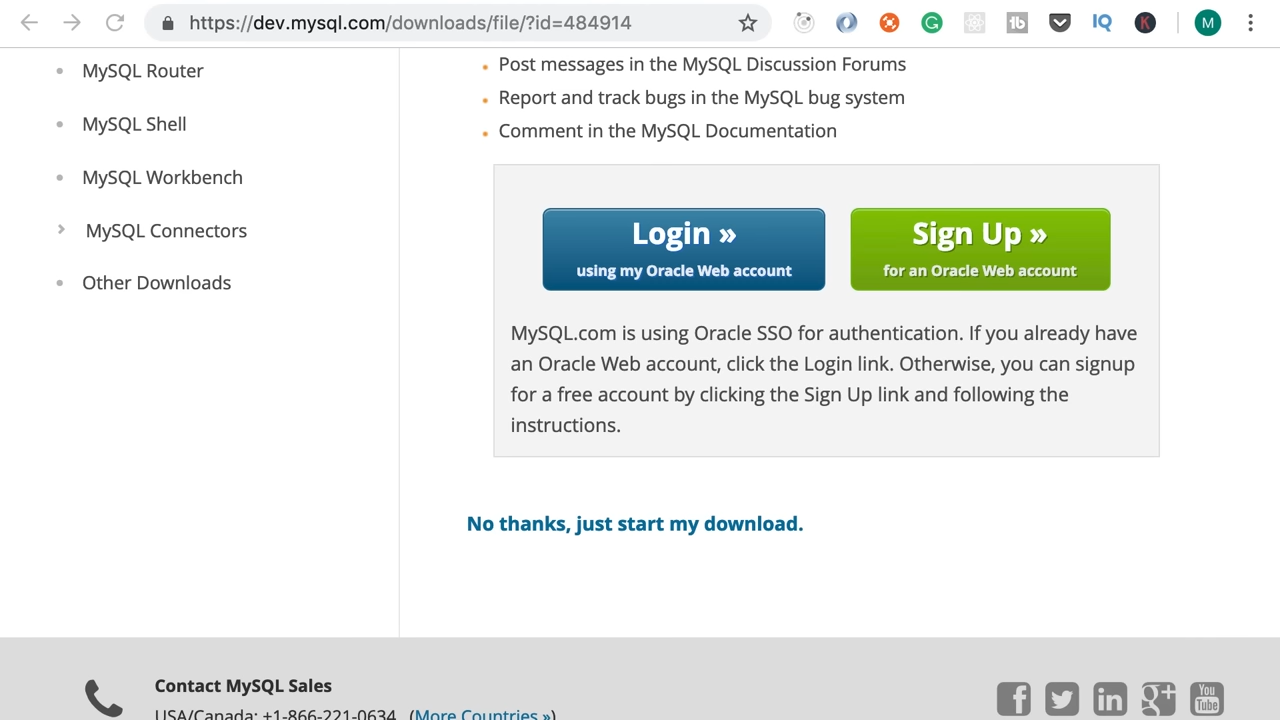 https://dev.mysql.com/downloads/file/?id=484914
G
1b
IQ
K
M
MySQL Router
MySQL Shell
MySQL Workbench
MySQL Connectors
Other Downloads
Post messages in the MySQL Discussion Forums
Report and track bugs in the MySQL bug system
Comment in the MySQL Documentation
Login »
using my Oracle Web account
Sign Up »
for an Oracle Web account
MySQL.com is using Oracle SSO for authentication. If you already have
an Oracle Web account, click the Login link. Otherwise, you can signup
for a free account by clicking the Sign Up link and following the
instructions.
No thanks, just start my download.
Contact MySQL Sales
USA/Canada: +1-866-221-0634 (More Countries »)
f
in
g+
You
Tube